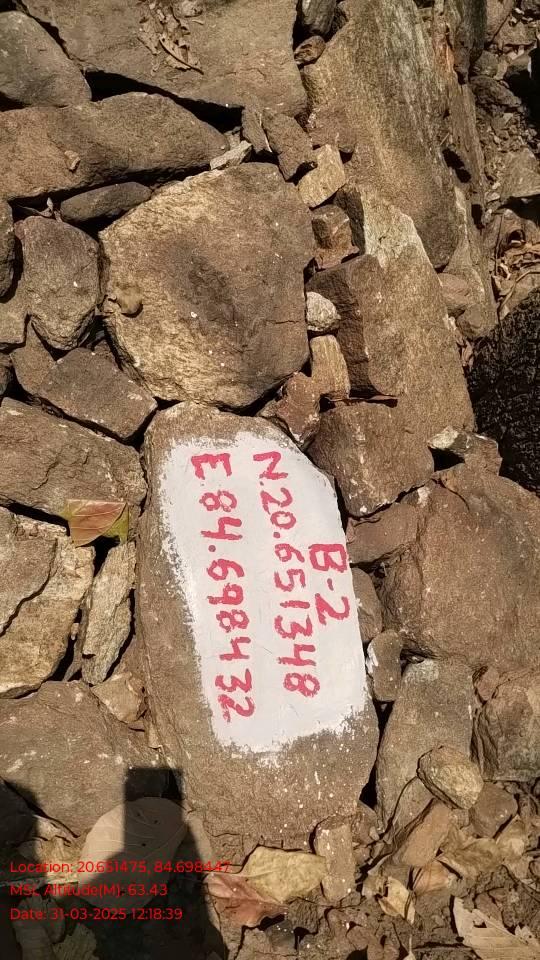 B-2
N.20.651348
E.84.698432
Location: 20.651475, 84.698447
MSL Altitude(M): 63.43
Date: 31-03-2025 12:18:39